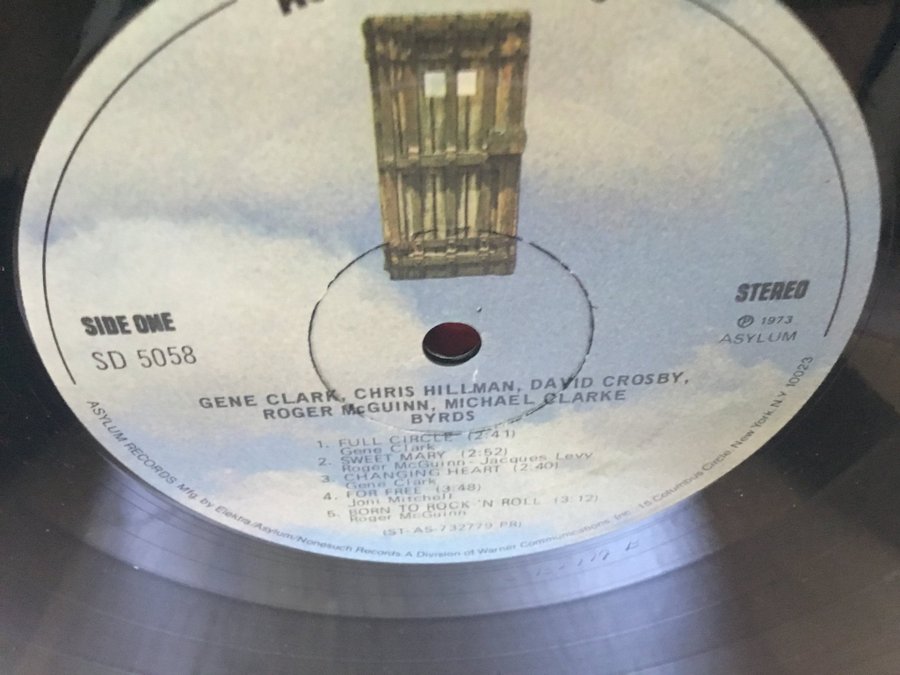 SIDE ONE
SD 5058
STEREO
℗ 1973
ASYLUM
GENE CLARK, CHRIS HILLMAN, DAVID CROSBY,
ROGER McGUINN, MICHAEL CLARKE
BYRDS
1. FULL CIRCLE (2:41)
Gene Clark
2. SWEET MARY (2:52)
Roger McGuinn - Jacques Levy
3. CHANGING HEART (2:40)
Gene Clark
4. FOR FREE (3:48)
Joni Mitchell
5. BORN TO ROCK 'N ROLL (3:12)
Roger McGuinn
(ST-AS-732779 PR)
ASYLUM RECORDS Mfg. by Elektra/Asylum/Nonesuch Records. A Division of Warner Communications Inc. 15 Columbus Circle, New York, N.Y. 10023